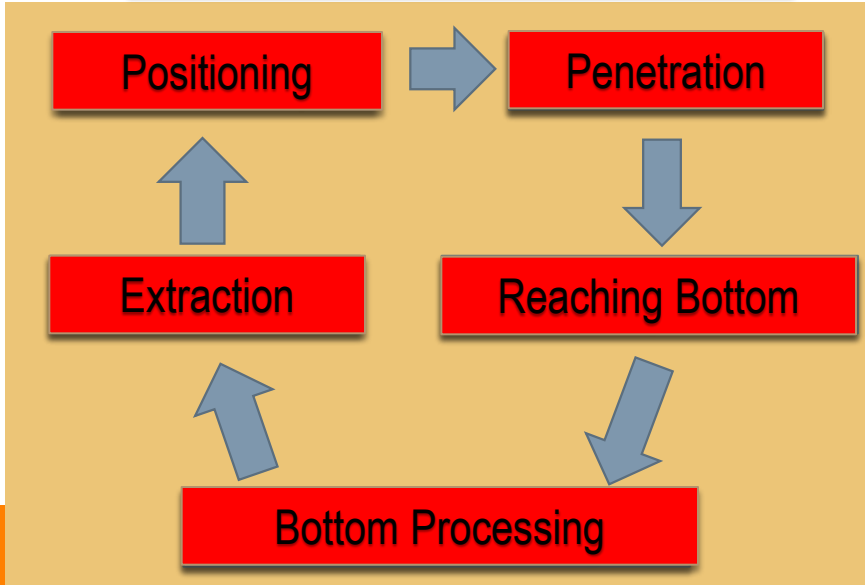 Positioning
Penetration
Extraction
Reaching Bottom
Bottom Processing